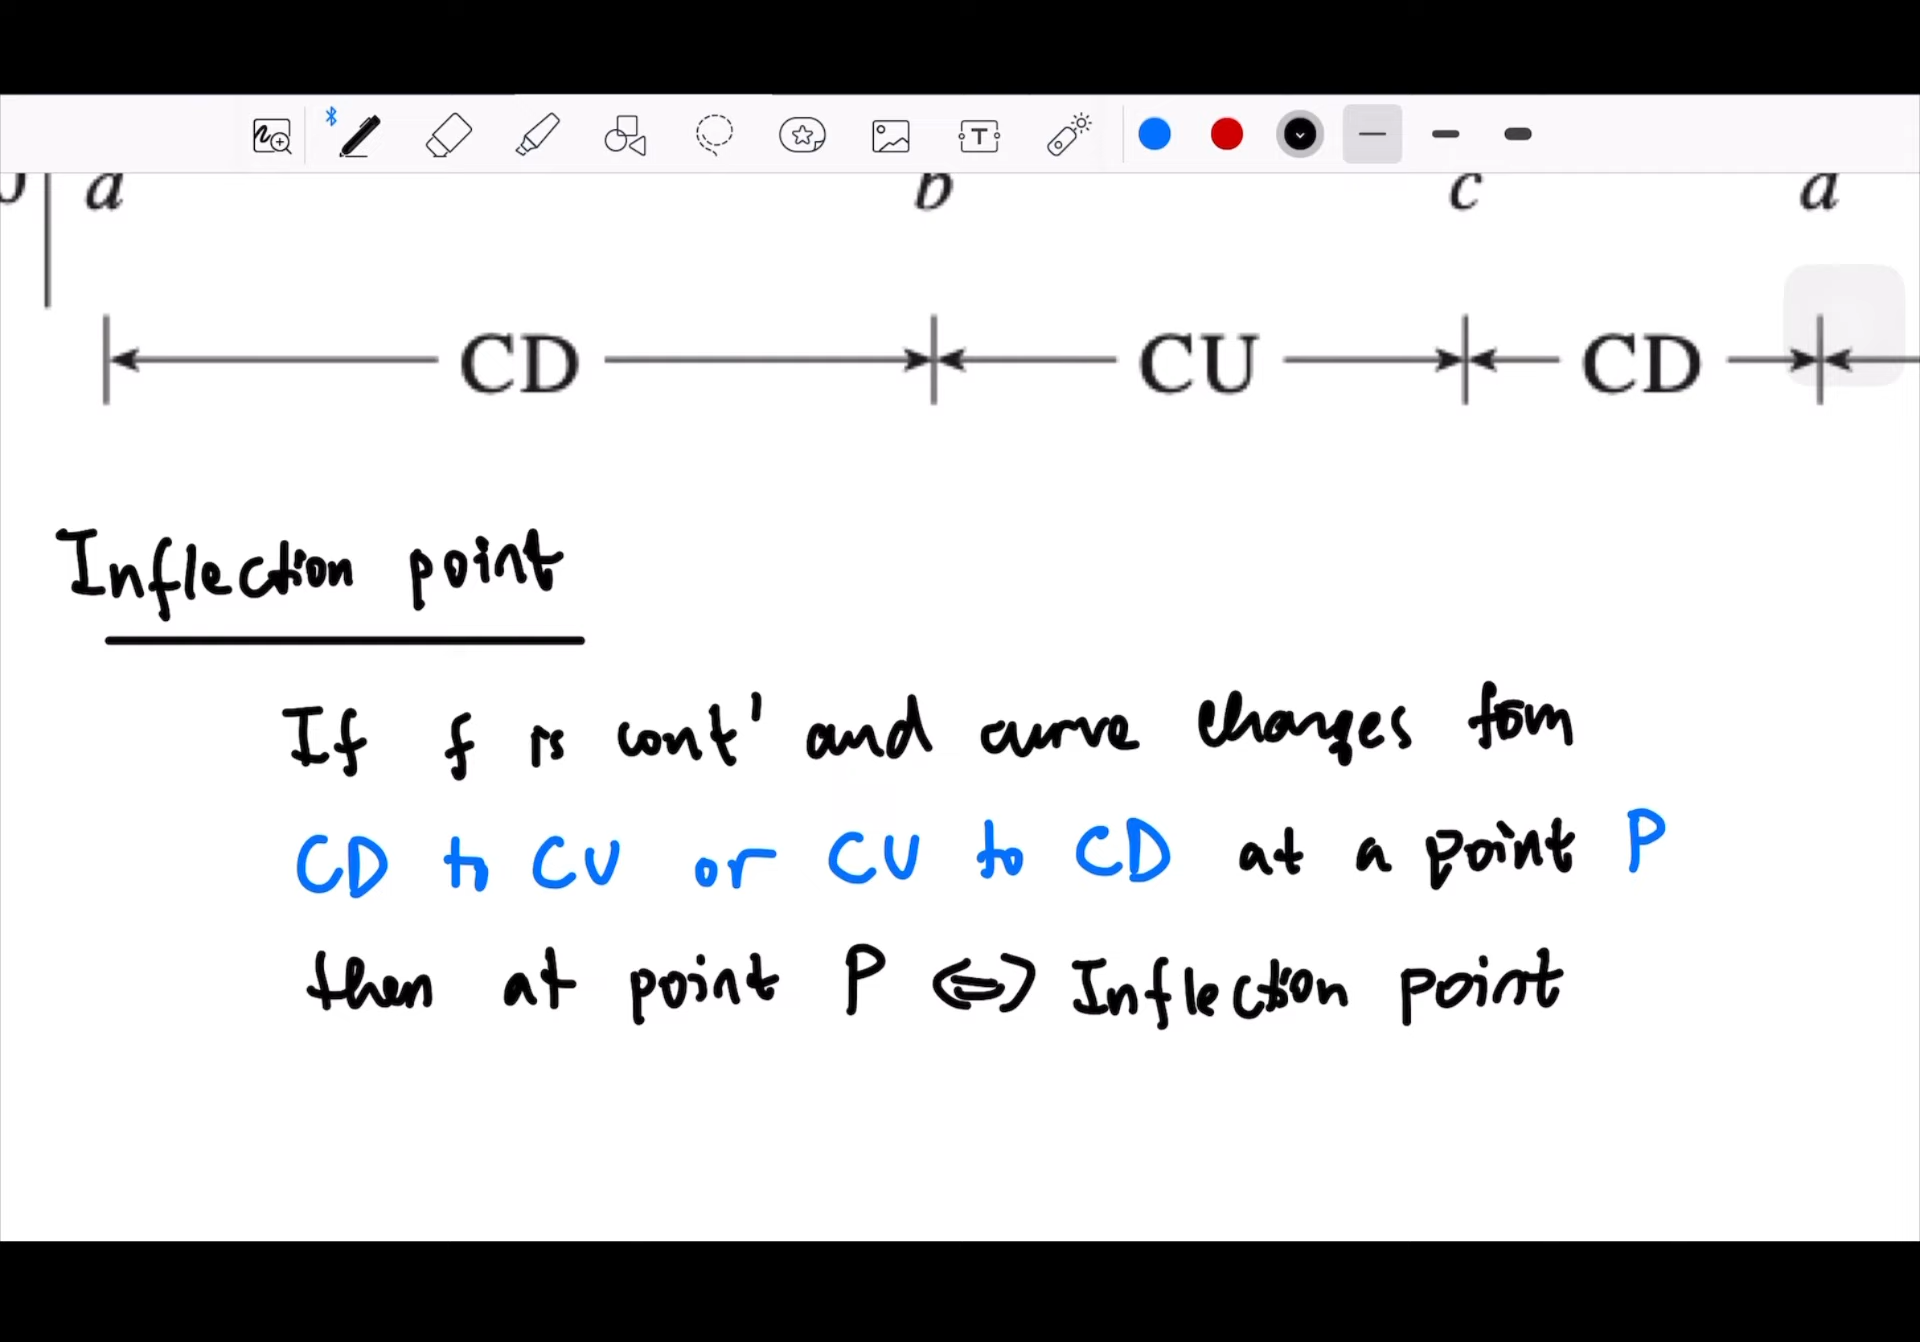 a b c d
CD CU CD
Inflection point
If f is cont' and curve changes fom
CD to CU or CU to CD at a point P
then at point P ⇔ Inflection point